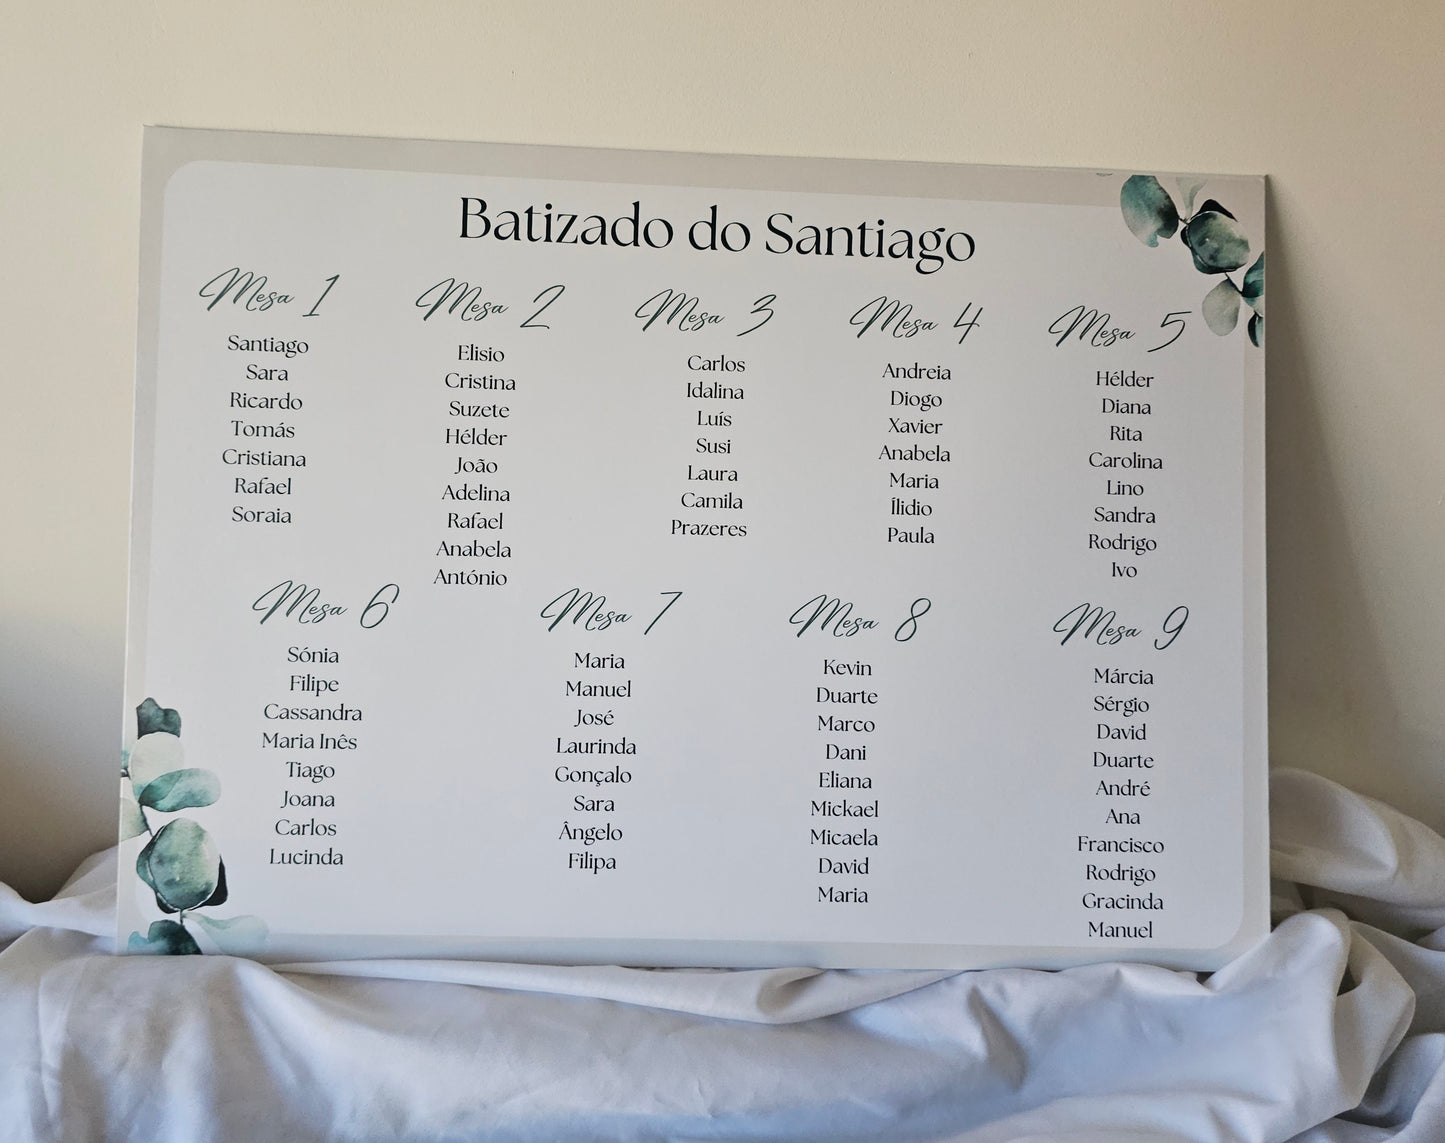 Batizado do Santiago
Mesa 1
Santiago
Sara
Ricardo
Tomás
Cristiana
Rafael
Soraia
Mesa 2
Elisio
Cristina
Suzete
Hélder
João
Adelina
Rafael
Anabela
António
Mesa 3
Carlos
Idalina
Luís
Susi
Laura
Camila
Prazeres
Mesa 4
Andreia
Diogo
Xavier
Anabela
Maria
Ílidio
Paula
Mesa 5
Hélder
Diana
Rita
Carolina
Lino
Sandra
Rodrigo
Ivo
Mesa 6
Sónia
Filipe
Cassandra
Maria Inês
Tiago
Joana
Carlos
Lucinda
Mesa 7
Maria
Manuel
José
Laurinda
Gonçalo
Sara
Ângelo
Filipa
Mesa 8
Kevin
Duarte
Marco
Dani
Eliana
Mickael
Micaela
David
Maria
Mesa 9
Márcia
Sérgio
David
Duarte
André
Ana
Francisco
Rodrigo
Gracinda
Manuel